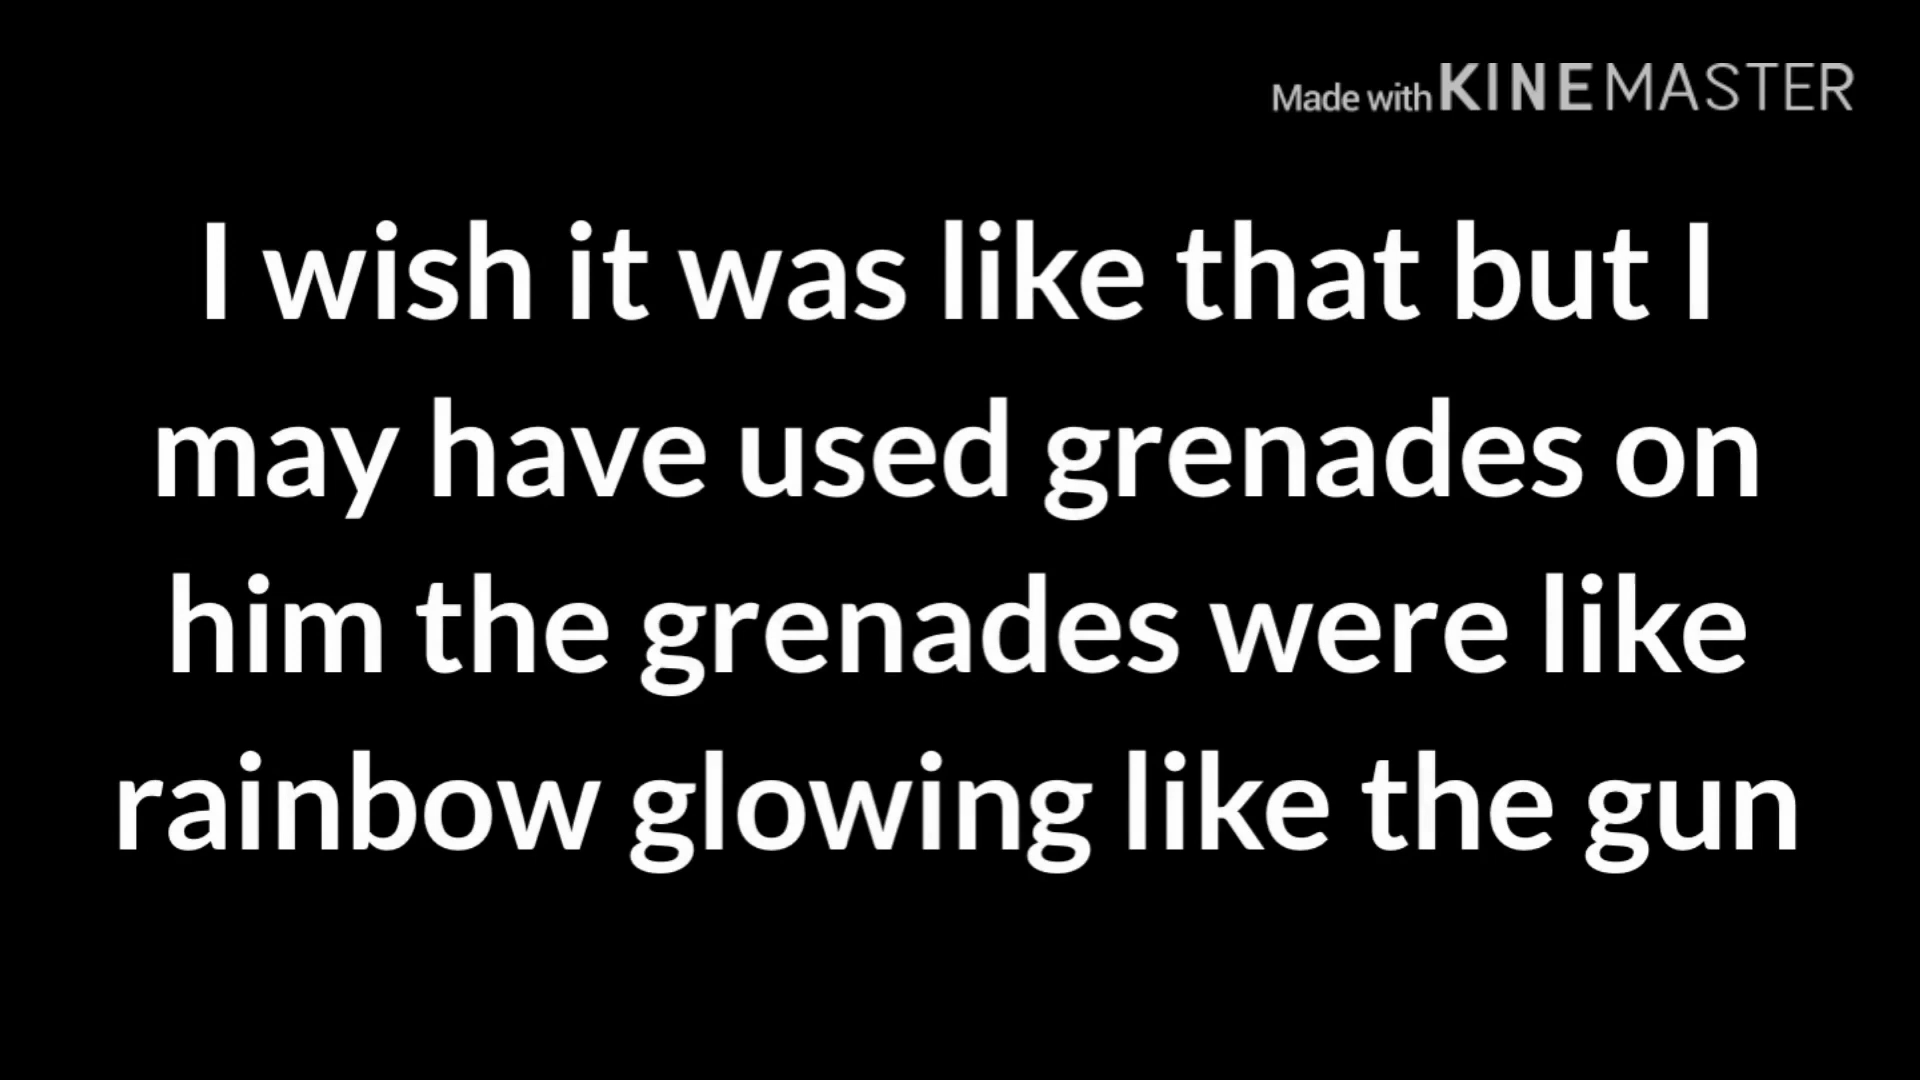 Made with KINEMASTER
I wish it was like that but I
may have used grenades on
him the grenades were like
rainbow glowing like the gun